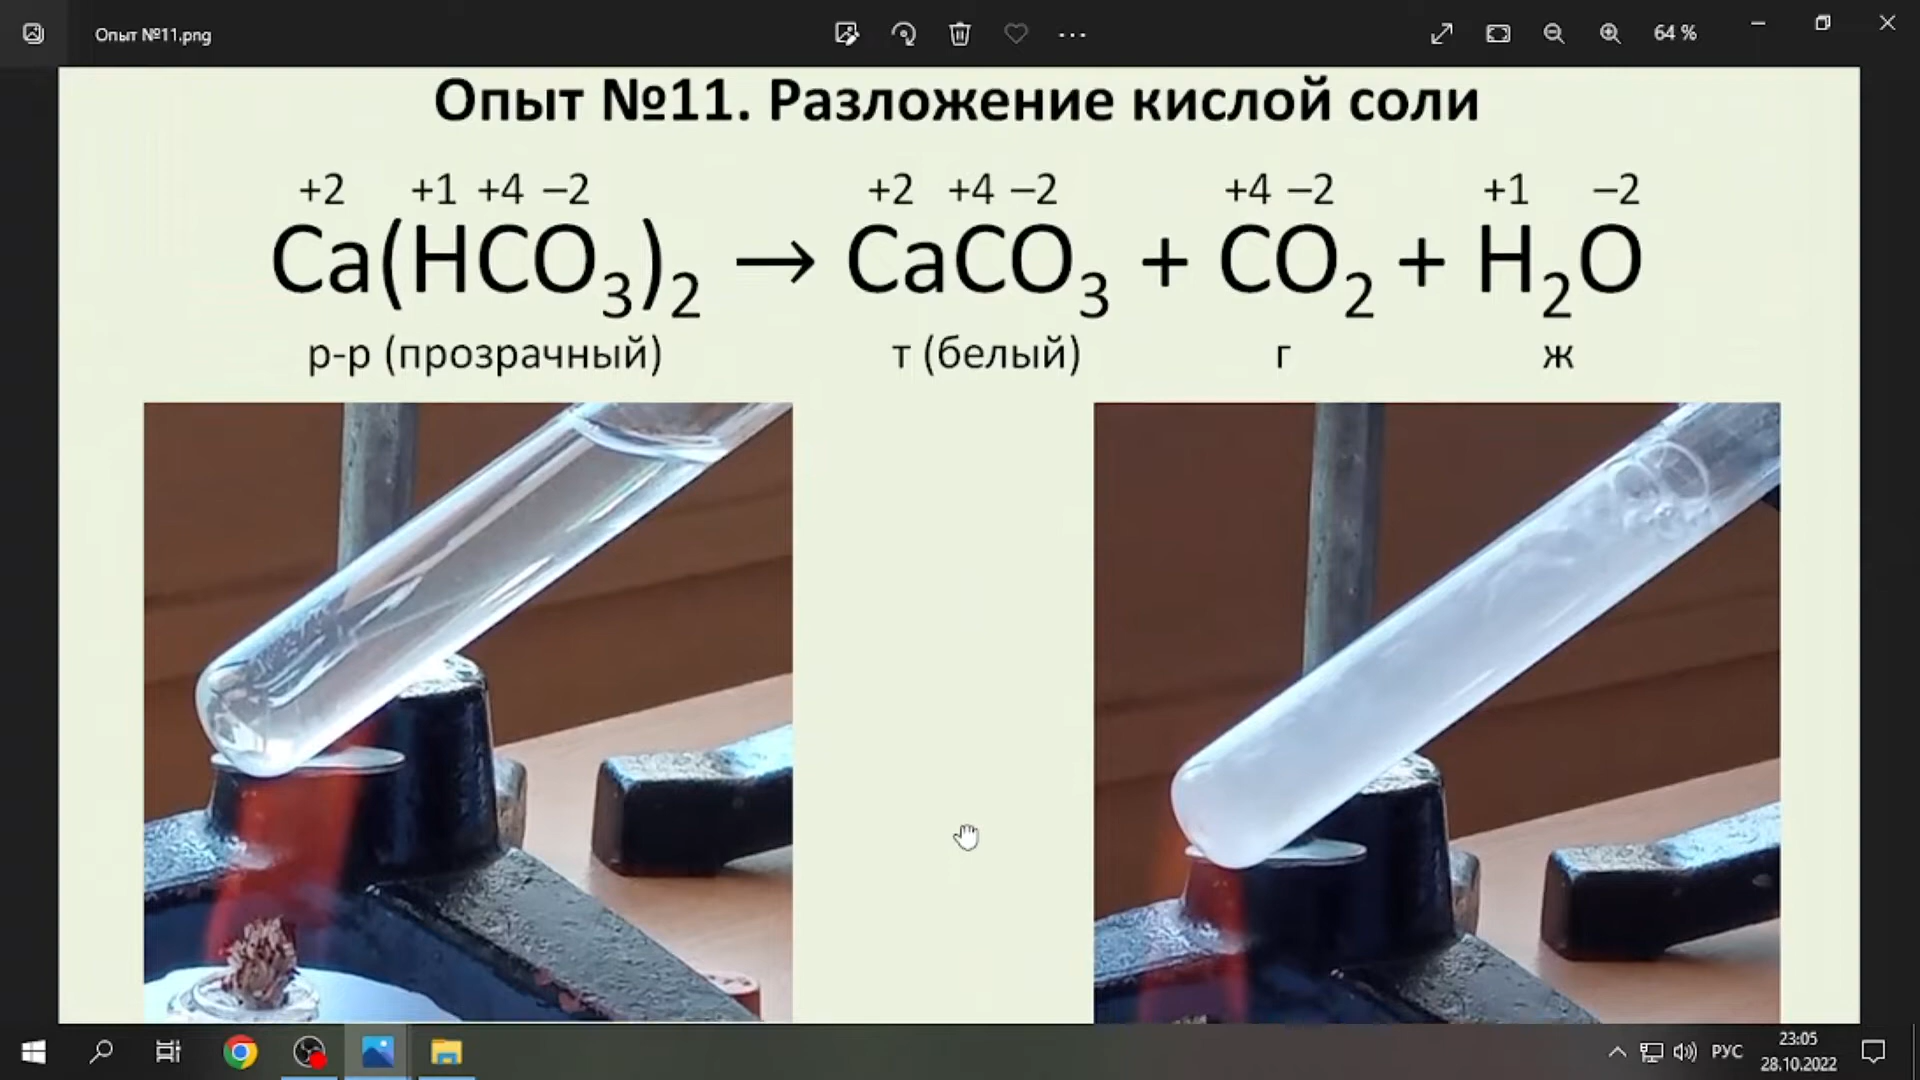 Опыт №11.png
64 %
Опыт №11. Разложение кислой соли
+2 +1 +4 –2 +2 +4 –2 +4 –2 +1 –2
Ca(HCO₃)₂ → CaCO₃ + CO₂ + H₂O
р-р (прозрачный) т (белый) г ж
РУС
23:05
28.10.2022